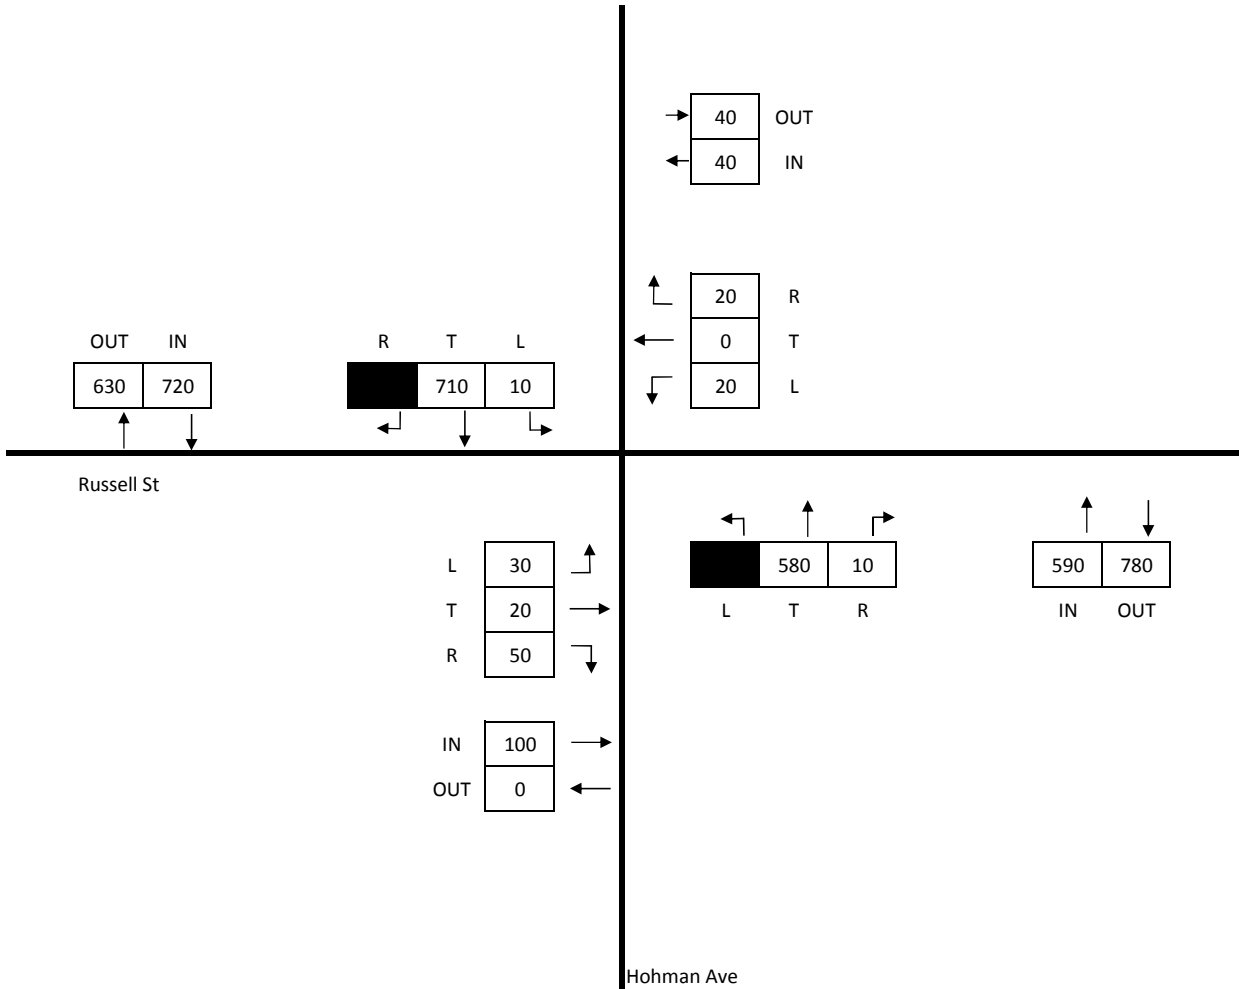 40 OUT
40 IN
20 R
0 T
20 L
OUT IN
630 720
R T L
710 10
Russell St
L 30
T 20
R 50
IN 100
OUT 0
580 10
L T R
590 780
IN OUT
Hohman Ave